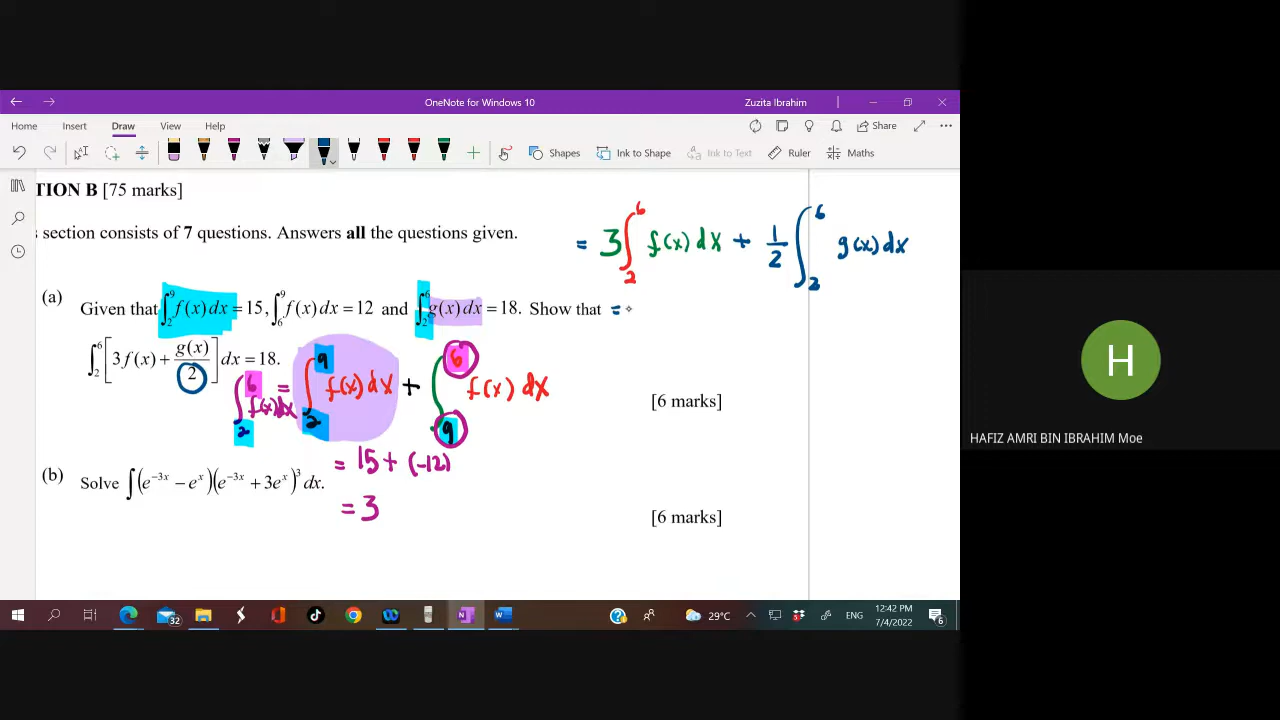 OneNote for Windows 10
Zuzita Ibrahim
Home Insert Draw View Help
Share
Shapes Ink to Shape Ink to Text Ruler Maths
TION B [75 marks]
s section consists of 7 questions. Answers all the questions given.
= 3 ∫₂⁶ f(x) dx + 1/2 ∫₂⁶ g(x) dx
(a) Given that ∫₂⁹ f(x) dx = 15, ∫₆⁹ f(x) dx = 12 and ∫₂⁶ g(x) dx = 18. Show that =
∫₂⁶ [3f(x) + g(x)/2] dx = 18.
∫₂⁶ f(x) dx = ∫₂⁹ f(x) dx + ∫₉⁶ f(x) dx
[6 marks]
= 15 + (-12)
(b) Solve ∫(e⁻³ˣ − eˣ)(e⁻³ˣ + 3eˣ)³ dx.
= 3
[6 marks]
H
HAFIZ AMRI BIN IBRAHIM Moe
32
29°C
ENG
12:42 PM
7/4/2022
6